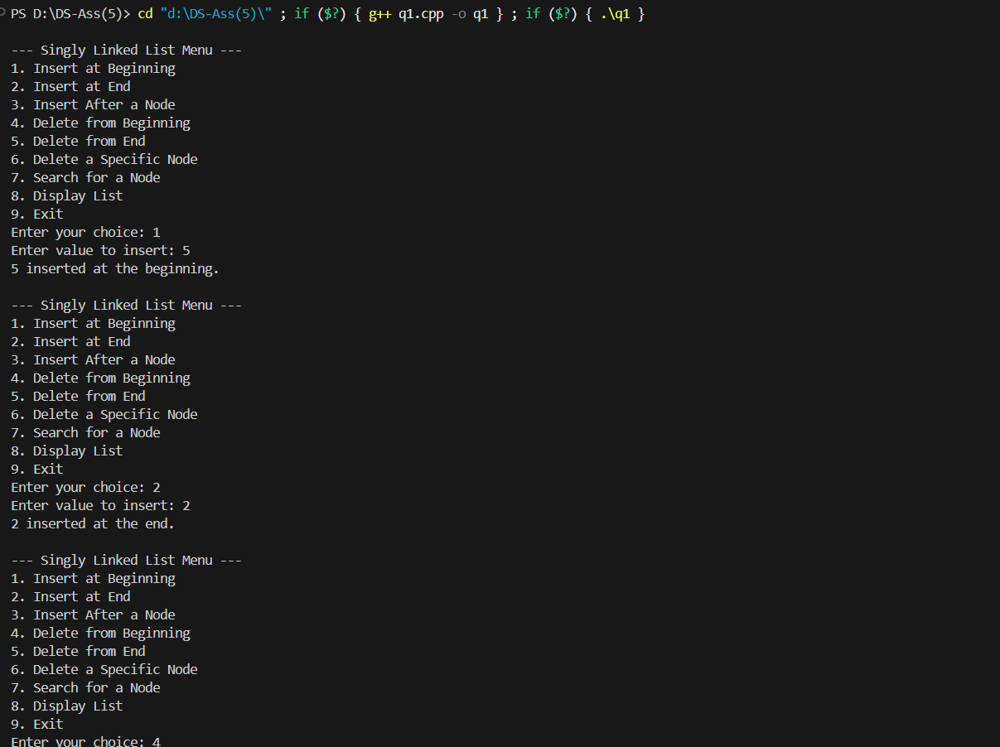 PS D:\DS-Ass(5)> cd "d:\DS-Ass(5)\" ; if ($?) { g++ q1.cpp -o q1 } ; if ($?) { .\q1 }
--- Singly Linked List Menu ---
1. Insert at Beginning
2. Insert at End
3. Insert After a Node
4. Delete from Beginning
5. Delete from End
6. Delete a Specific Node
7. Search for a Node
8. Display List
9. Exit
Enter your choice: 1
Enter value to insert: 5
5 inserted at the beginning.
--- Singly Linked List Menu ---
1. Insert at Beginning
2. Insert at End
3. Insert After a Node
4. Delete from Beginning
5. Delete from End
6. Delete a Specific Node
7. Search for a Node
8. Display List
9. Exit
Enter your choice: 2
Enter value to insert: 2
2 inserted at the end.
--- Singly Linked List Menu ---
1. Insert at Beginning
2. Insert at End
3. Insert After a Node
4. Delete from Beginning
5. Delete from End
6. Delete a Specific Node
7. Search for a Node
8. Display List
9. Exit
Enter your choice: 4